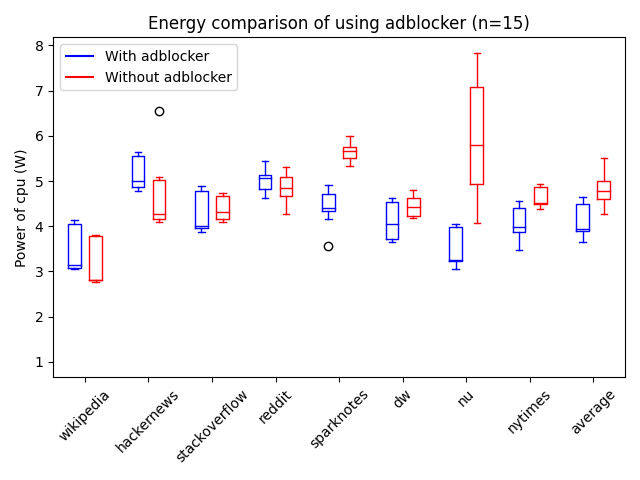 Energy comparison of using adblocker (n=15)
With adblocker
Without adblocker
Power of cpu (W)
8
7
6
5
4
3
2
1
wikipedia
hackernews
stackoverflow
reddit
sparknotes
dw
nu
nytimes
average